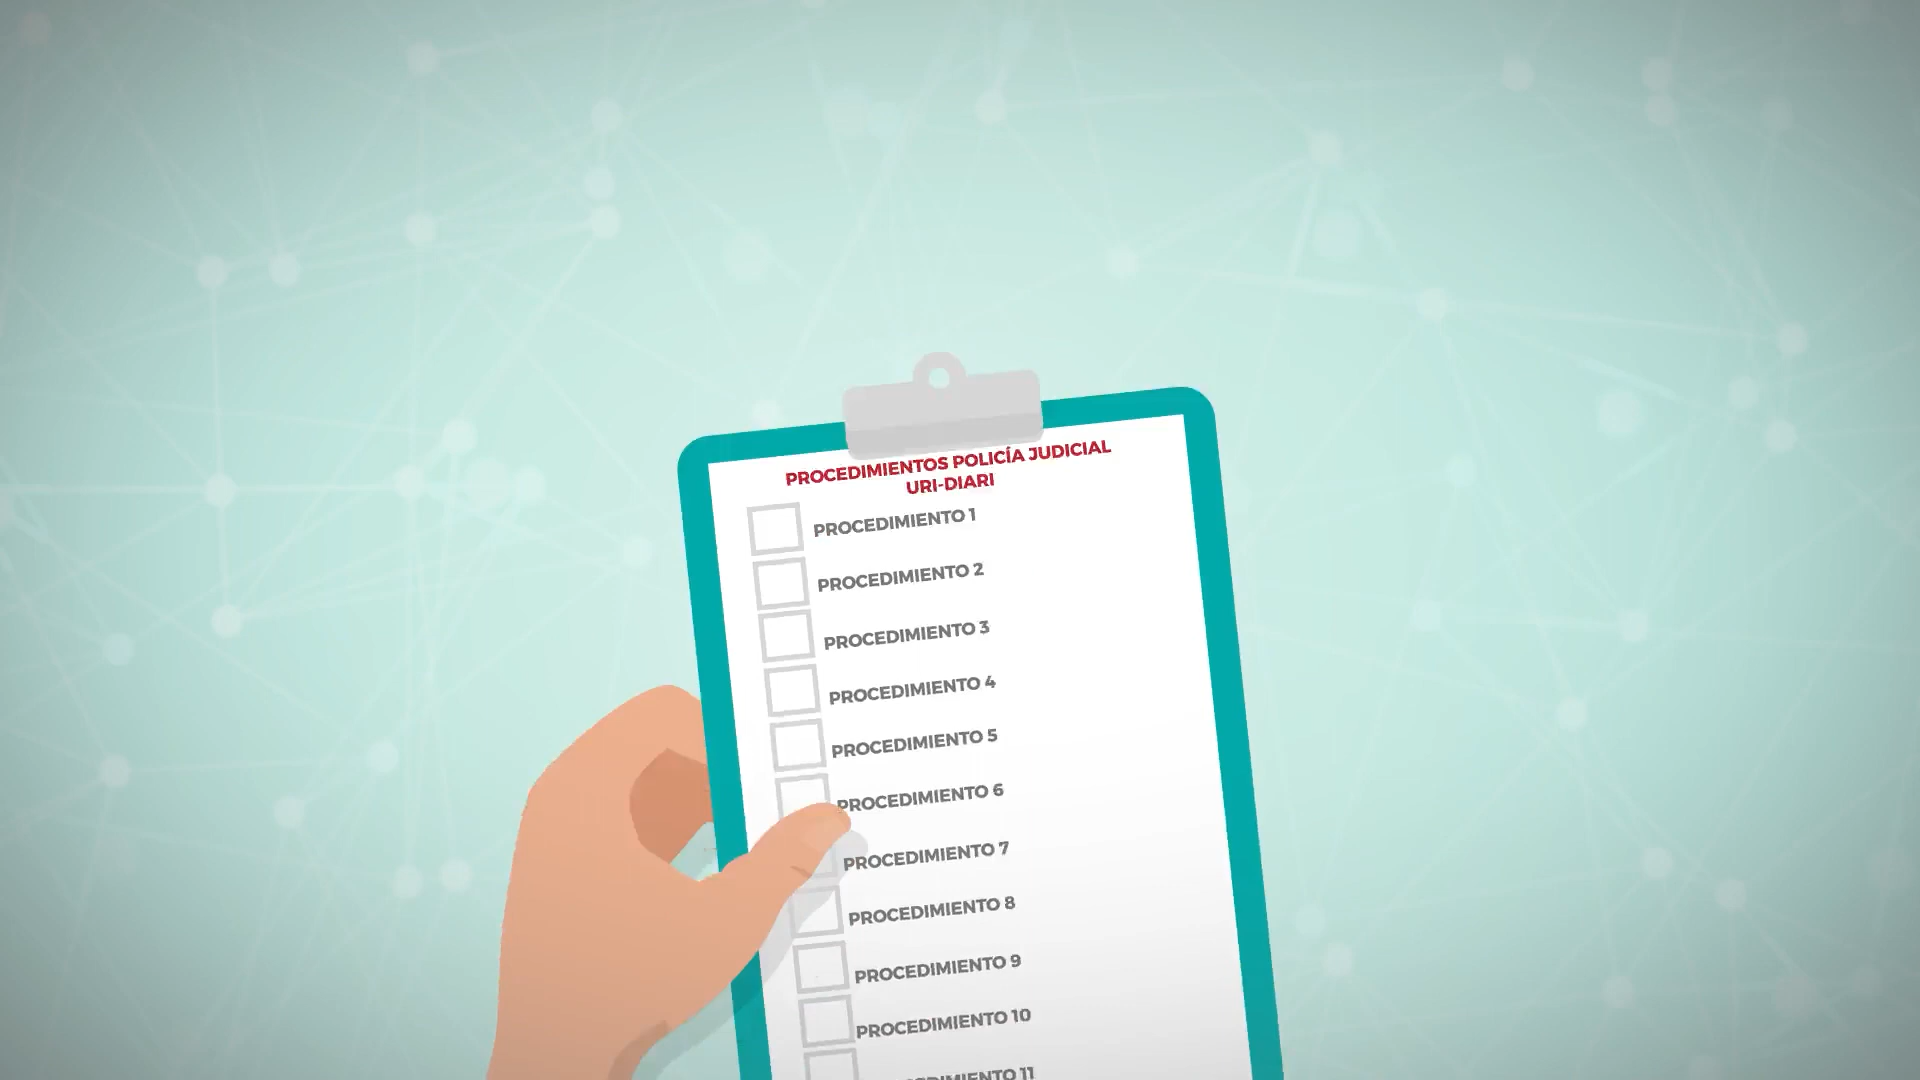 PROCEDIMIENTOS POLICÍA JUDICIAL
URI-DIARI
PROCEDIMIENTO 1
PROCEDIMIENTO 2
PROCEDIMIENTO 3
PROCEDIMIENTO 4
PROCEDIMIENTO 5
PROCEDIMIENTO 6
PROCEDIMIENTO 7
PROCEDIMIENTO 8
PROCEDIMIENTO 9
PROCEDIMIENTO 10
11